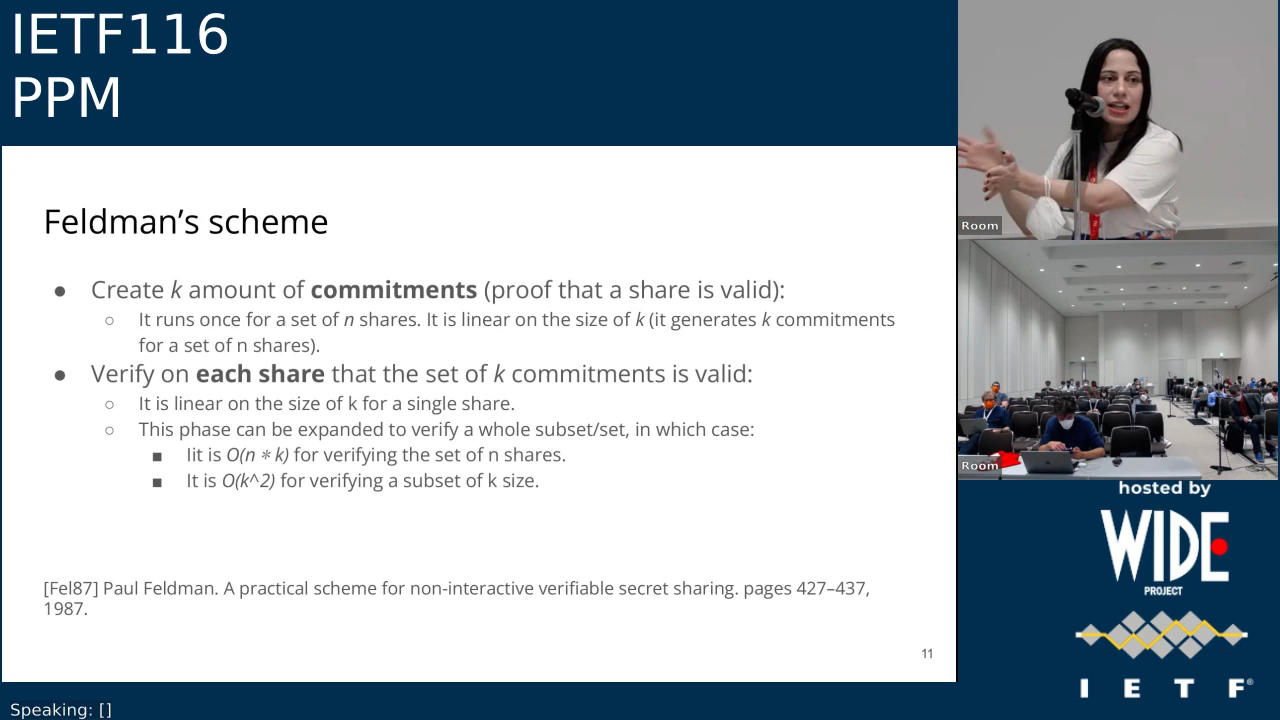 IETF116
PPM
Feldman’s scheme
● Create k amount of commitments (proof that a share is valid):
○ It runs once for a set of n shares. It is linear on the size of k (it generates k commitments
for a set of n shares).
● Verify on each share that the set of k commitments is valid:
○ It is linear on the size of k for a single share.
○ This phase can be expanded to verify a whole subset/set, in which case:
■ Iit is O(n ∗ k) for verifying the set of n shares.
■ It is O(k^2) for verifying a subset of k size.
[Fel87] Paul Feldman. A practical scheme for non-interactive verifiable secret sharing. pages 427–437,
1987.
11
Speaking: []
Room
Room
hosted by
WIDE
PROJECT
I E T F®